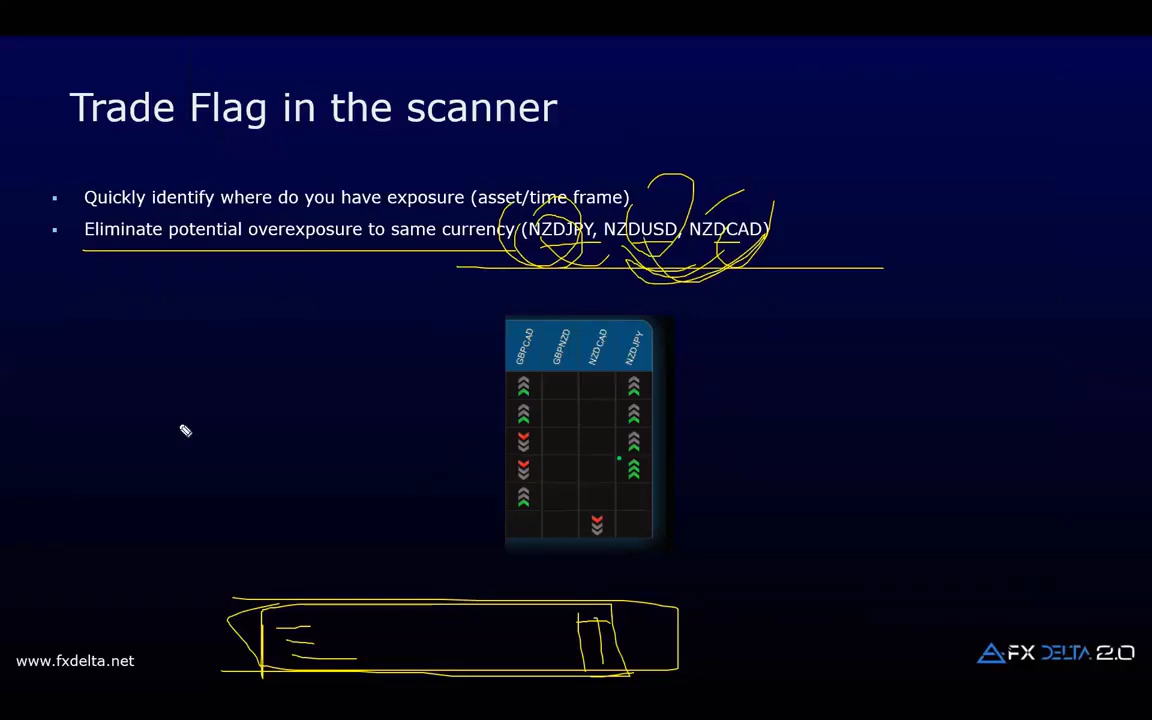 Trade Flag in the scanner
Quickly identify where do you have exposure (asset/time frame)
Eliminate potential overexposure to same currency (NZDJPY, NZDUSD, NZDCAD)
GBPCAD GBPNZD NZDCAD NZDJPY
www.fxdelta.net
FX DELTA 2.0